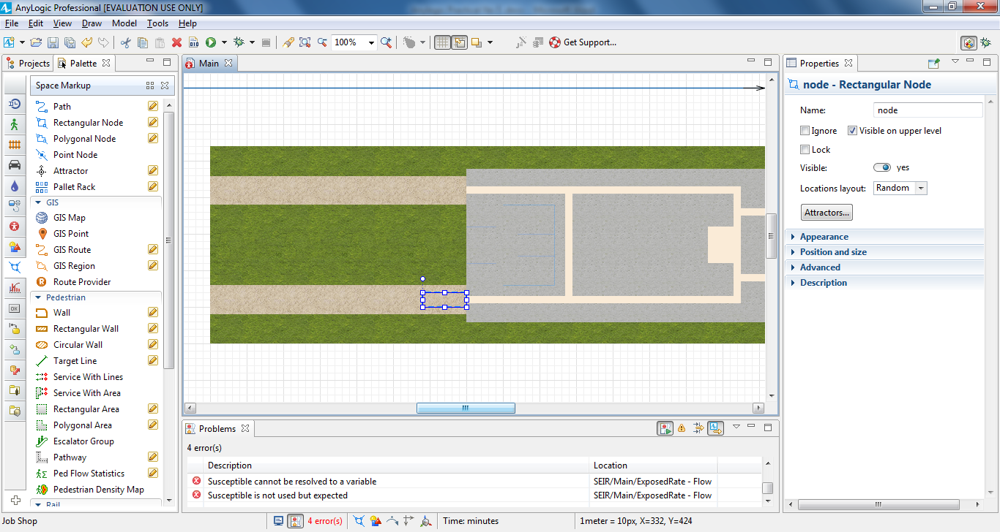 AnyLogic Professional [EVALUATION USE ONLY]
File Edit View Draw Model Tools Help
100% Get Support...
Projects Palette
Main
Properties
Space Markup
Path
Rectangular Node
Polygonal Node
Point Node
Attractor
Pallet Rack
GIS
GIS Map
GIS Point
GIS Route
GIS Region
Route Provider
Pedestrian
Wall
Rectangular Wall
Circular Wall
Target Line
Service With Lines
Service With Area
Rectangular Area
Polygonal Area
Escalator Group
Pathway
Ped Flow Statistics
Pedestrian Density Map
Rail
node - Rectangular Node
Name: node
Ignore Visible on upper level
Lock
Visible: yes
Locations layout: Random
Attractors...
Appearance
Position and size
Advanced
Description
Problems
4 error(s)
Description Location
Susceptible cannot be resolved to a variable SEIR/Main/ExposedRate - Flow
Susceptible is not used but expected SEIR/Main/ExposedRate - Flow
Job Shop 4 error(s) Time: minutes 1meter = 10px, X=332, Y=424